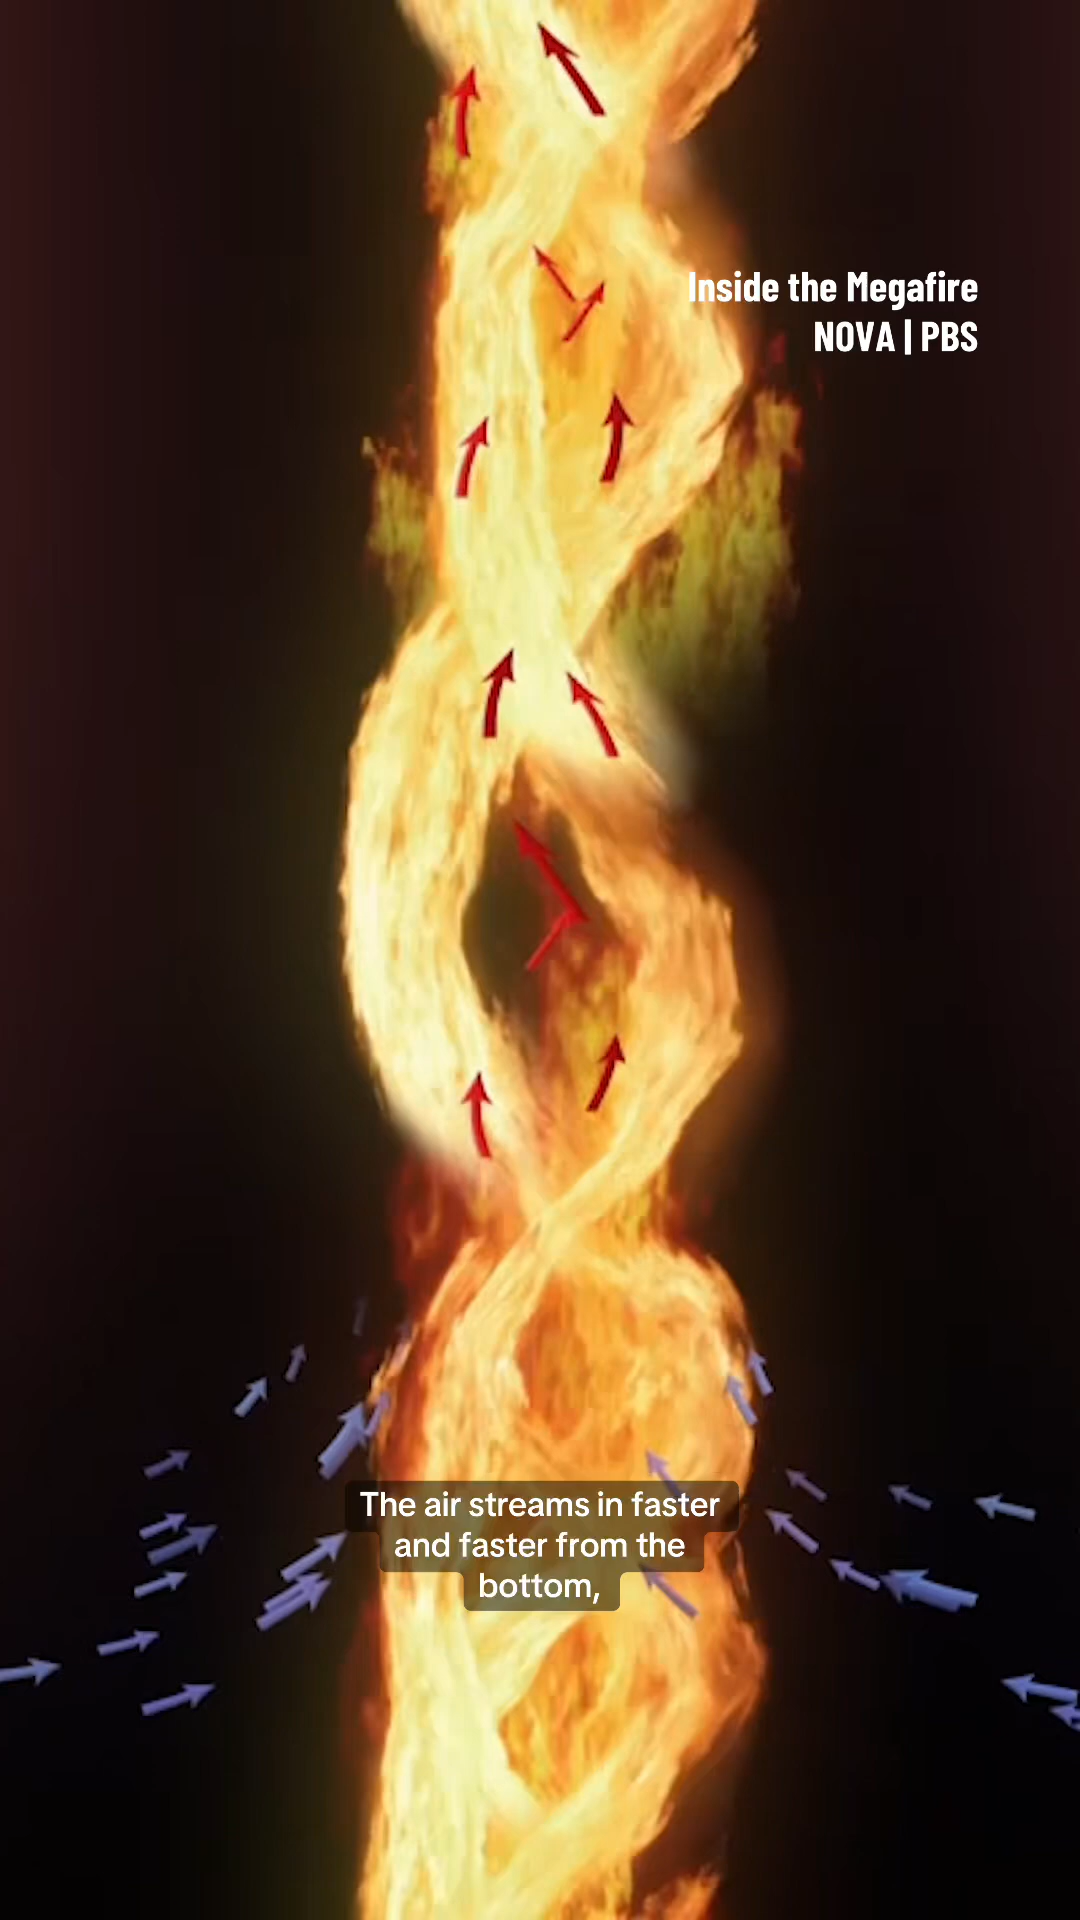 Inside the Megafire
NOVA | PBS
The air streams in faster
and faster from the
bottom,